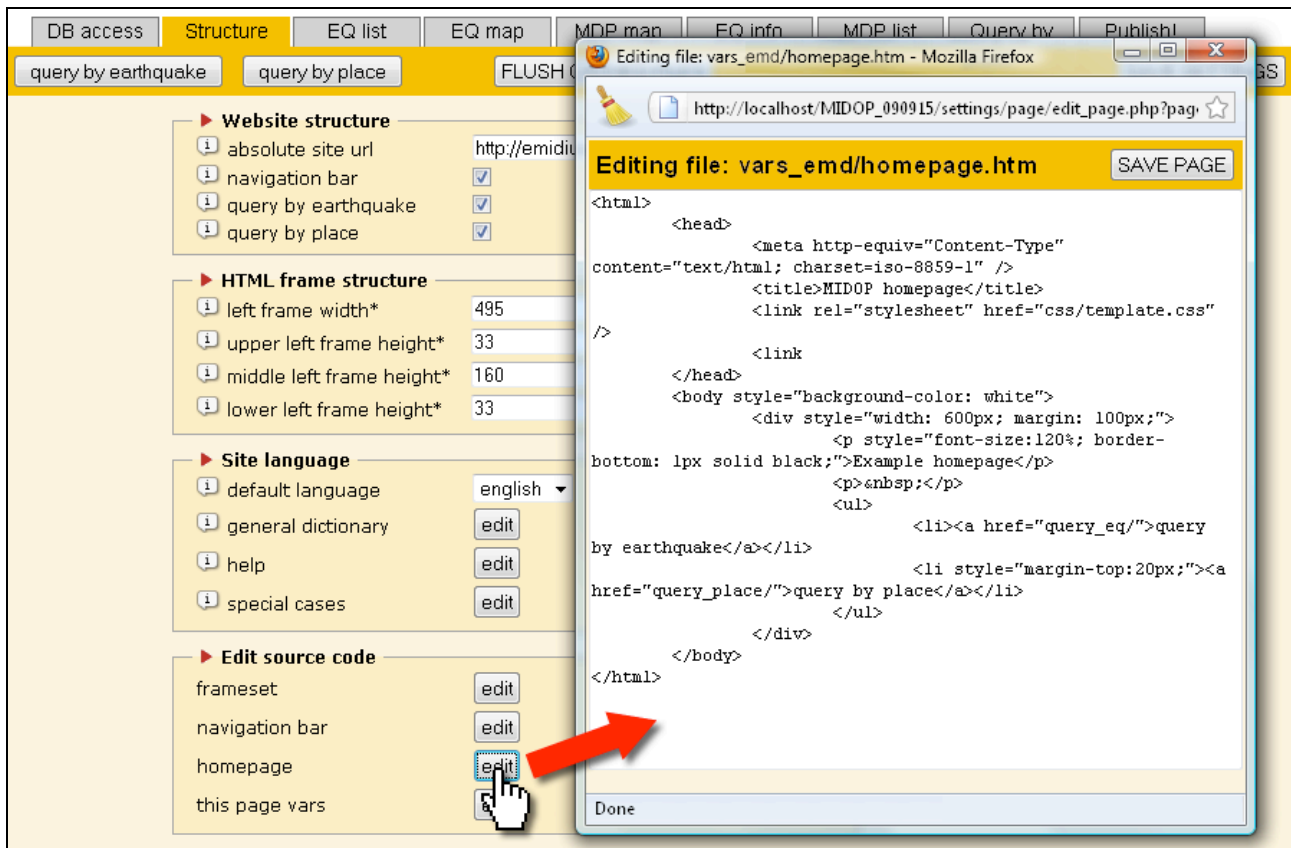 DB access Structure EQ list EQ map MDP map EQ info MDP list Query by Publish!
query by earthquake query by place FLUSH GS
Website structure
absolute site url http://emidiu
navigation bar
query by earthquake
query by place
HTML frame structure
left frame width* 495
upper left frame height* 33
middle left frame height* 160
lower left frame height* 33
Site language
default language english
general dictionary edit
help edit
special cases edit
Edit source code
frameset edit
navigation bar edit
homepage edit
this page vars
Editing file: vars_emd/homepage.htm - Mozilla Firefox
http://localhost/MIDOP_090915/settings/page/edit_page.php?page
Editing file: vars_emd/homepage.htm SAVE PAGE
<html>
<head>
<meta http-equiv="Content-Type"
content="text/html; charset=iso-8859-1" />
<title>MIDOP homepage</title>
<link rel="stylesheet" href="css/template.css"
/>
<link
</head>
<body style="background-color: white">
<div style="width: 600px; margin: 100px;">
<p style="font-size:120%; border-
bottom: 1px solid black;">Example homepage</p>
<p>&nbsp;</p>
<ul>
<li><a href="query_eq/">query
by earthquake</a></li>
<li style="margin-top:20px;"><a
href="query_place/">query by place</a></li>
</ul>
</div>
</body>
</html>
Done